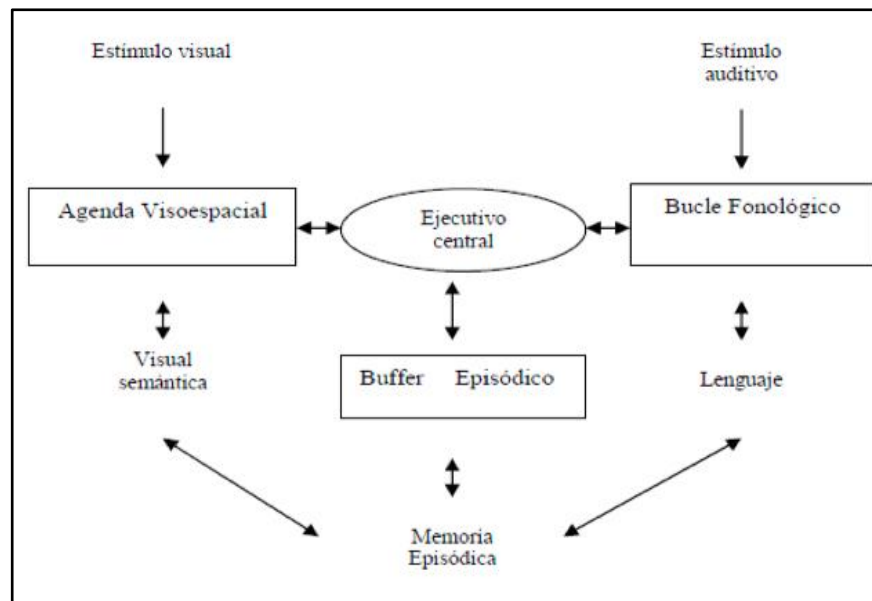 Estímulo visual
Estímulo
auditivo
Agenda Visoespacial
Ejecutivo
central
Bucle Fonológico
Visual
semántica
Buffer Episódico
Lenguaje
Memoria
Episódica